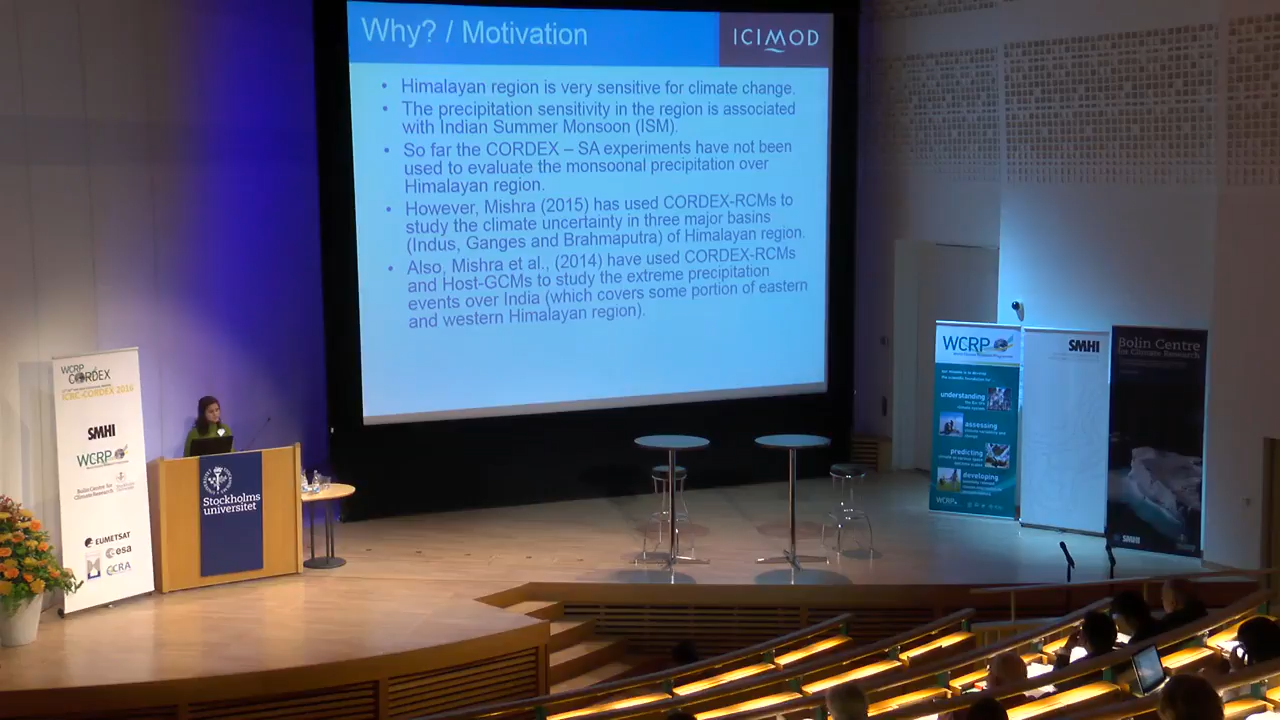 Why? / Motivation
ICIMOD
• Himalayan region is very sensitive for climate change.
• The precipitation sensitivity in the region is associated
with Indian Summer Monsoon (ISM).
• So far the CORDEX – SA experiments have not been
used to evaluate the monsoonal precipitation over
Himalayan region.
• However, Mishra (2015) has used CORDEX-RCMs to
study the climate uncertainty in three major basins
(Indus, Ganges and Brahmaputra) of Himalayan region.
• Also, Mishra et al., (2014) have used CORDEX-RCMs
and Host-GCMs to study the extreme precipitation
events over India (which covers some portion of eastern
and western Himalayan region).
WCRP
CORDEX
ICRC-CORDEX 2016
SMHI
WCRP
Bolin Centre for
Climate Research
Stockholms
universitet
EUMETSAT
esa
CCRA
Stockholms
universitet
WCRP
understanding
assessing
predicting
developing
WCRP
SMHI
Bolin Centre
for Climate Research
SMHI